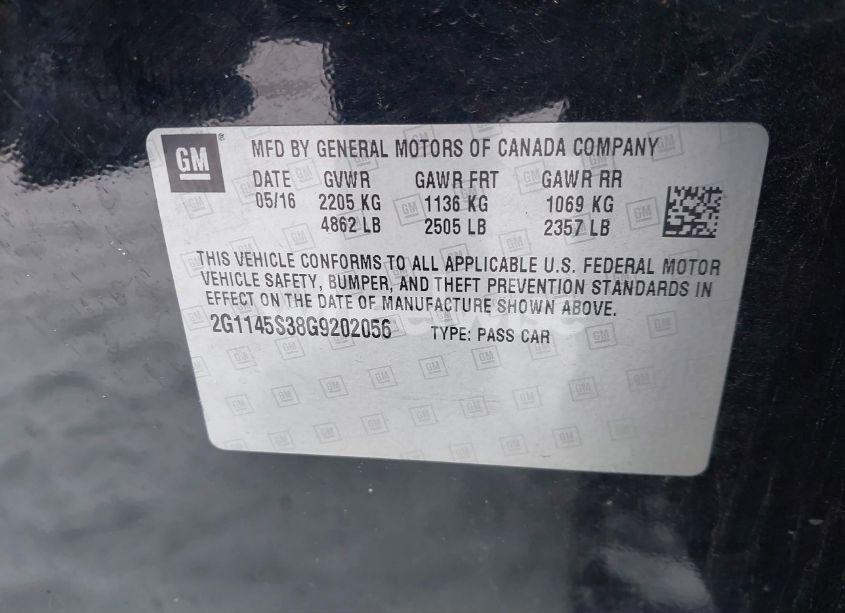 GM
MFD BY GENERAL MOTORS OF CANADA COMPANY
DATE GVWR GAWR FRT GAWR RR
05/16 2205 KG 1136 KG 1069 KG
4862 LB 2505 LB 2357 LB
THIS VEHICLE CONFORMS TO ALL APPLICABLE U.S. FEDERAL MOTOR
VEHICLE SAFETY, BUMPER, AND THEFT PREVENTION STANDARDS IN
EFFECT ON THE DATE OF MANUFACTURE SHOWN ABOVE.
2G1145S38G9202056 TYPE: PASS CAR